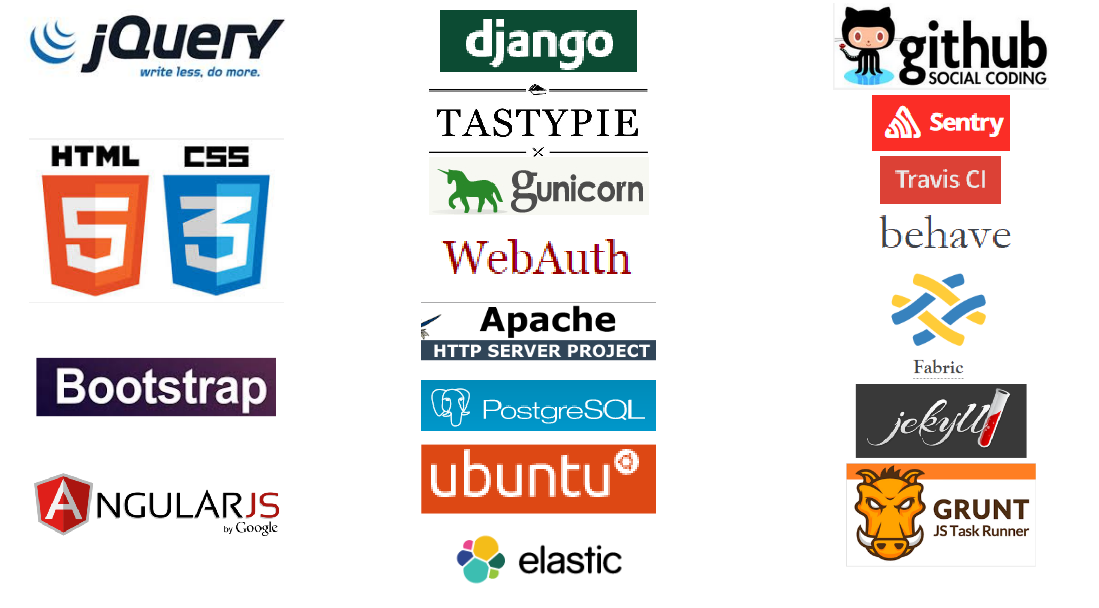 jQuery
write less, do more.
HTML CSS
5 3
Bootstrap
ANGULARJS
by Google
django
TASTYPIE
gunicorn
WebAuth
Apache
HTTP SERVER PROJECT
PostgreSQL
ubuntu
elastic
github
SOCIAL CODING
Sentry
Travis CI
behave
Fabric
jekyll
GRUNT
JS Task Runner